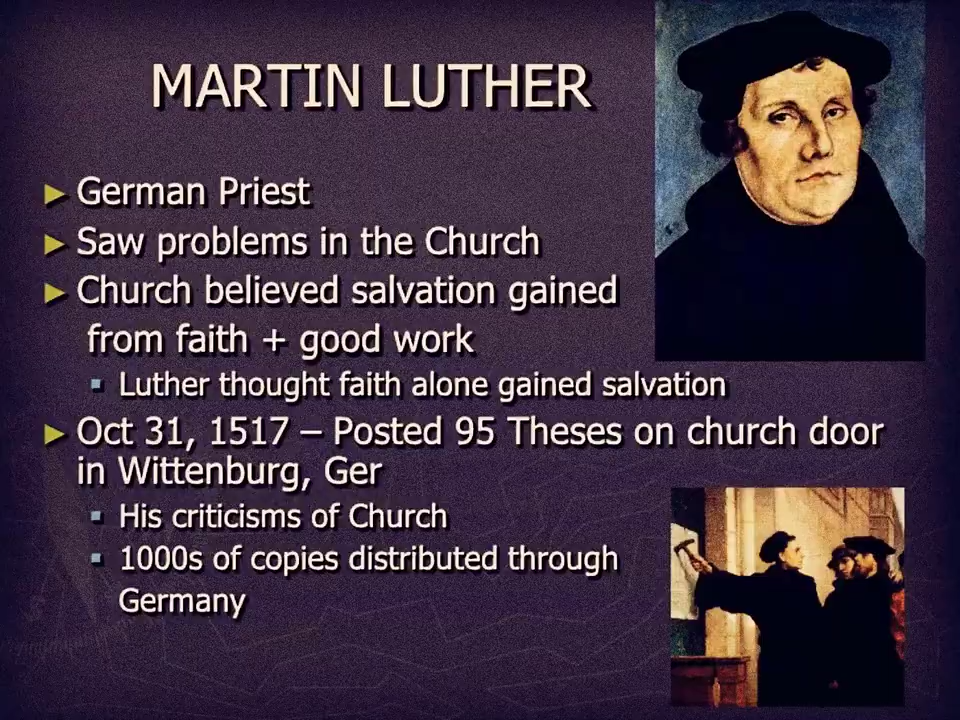 MARTIN LUTHER
► German Priest
► Saw problems in the Church
► Church believed salvation gained
from faith + good work
▪ Luther thought faith alone gained salvation
► Oct 31, 1517 – Posted 95 Theses on church door
in Wittenburg, Ger
▪ His criticisms of Church
▪ 1000s of copies distributed through
Germany